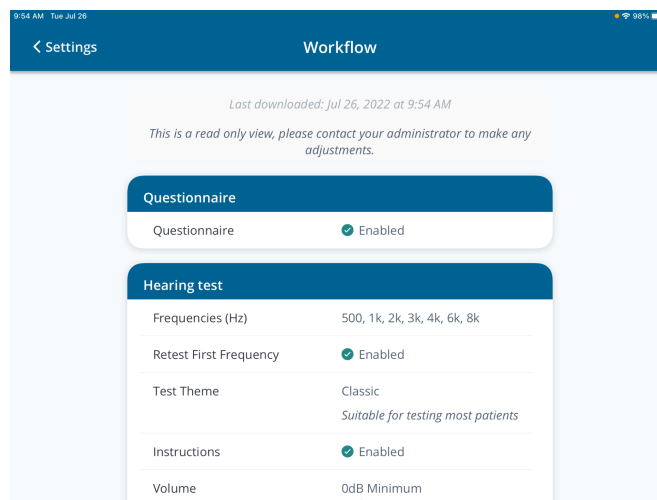 9:54 AM Tue Jul 26
98%
Settings
Workflow
Last downloaded: Jul 26, 2022 at 9:54 AM
This is a read only view, please contact your administrator to make any
adjustments.
Questionnaire
Questionnaire Enabled
Hearing test
Frequencies (Hz) 500, 1k, 2k, 3k, 4k, 6k, 8k
Retest First Frequency Enabled
Test Theme Classic
Suitable for testing most patients
Instructions Enabled
Volume 0dB Minimum